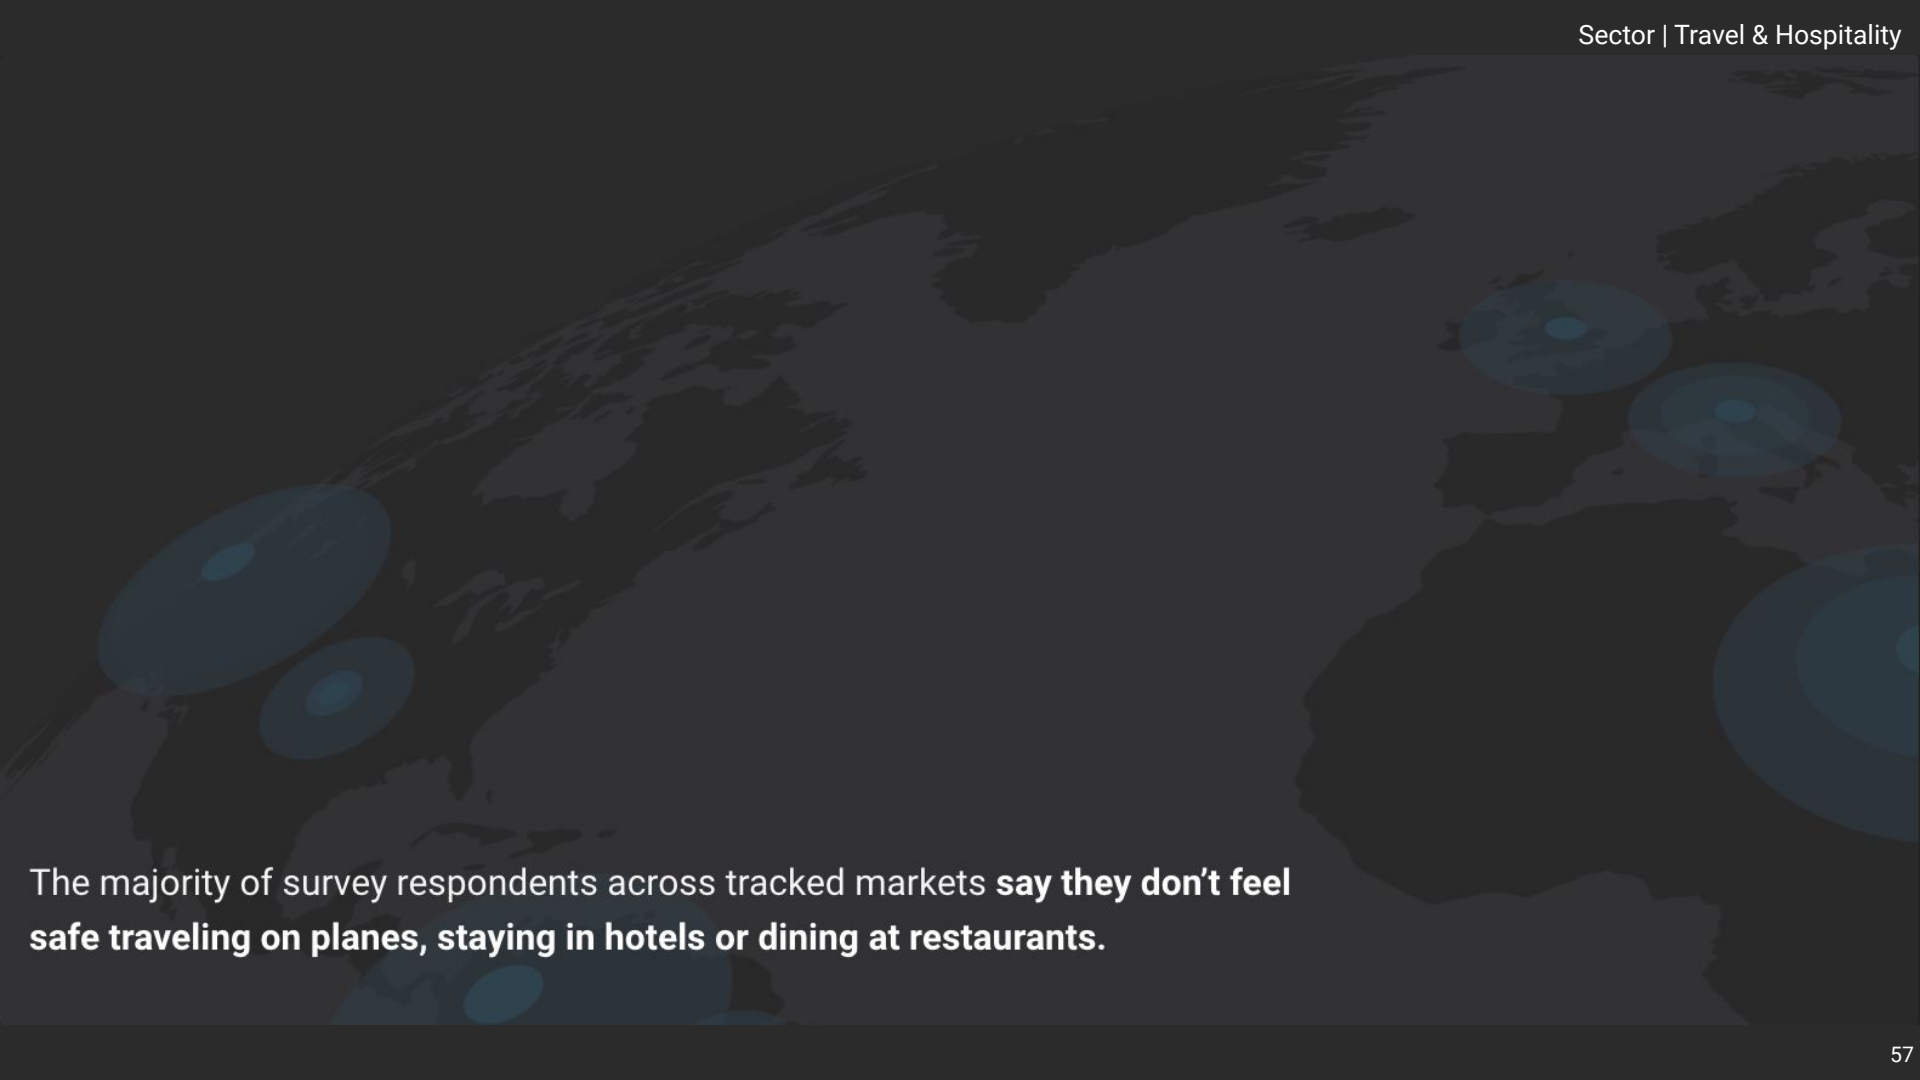 Sector | Travel & Hospitality
The majority of survey respondents across tracked markets say they don’t feel
safe traveling on planes, staying in hotels or dining at restaurants.
57